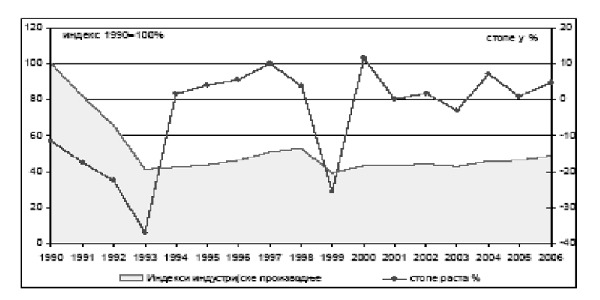 индекс 1990=100%
стопе у %
120
100
80
60
40
20
0
20
10
0
-10
-20
-30
-40
1990 1991 1992 1993 1994 1995 1996 1997 1998 1999 2000 2001 2002 2003 2004 2005 2006
Индекси индустријске производње
стопе раста %